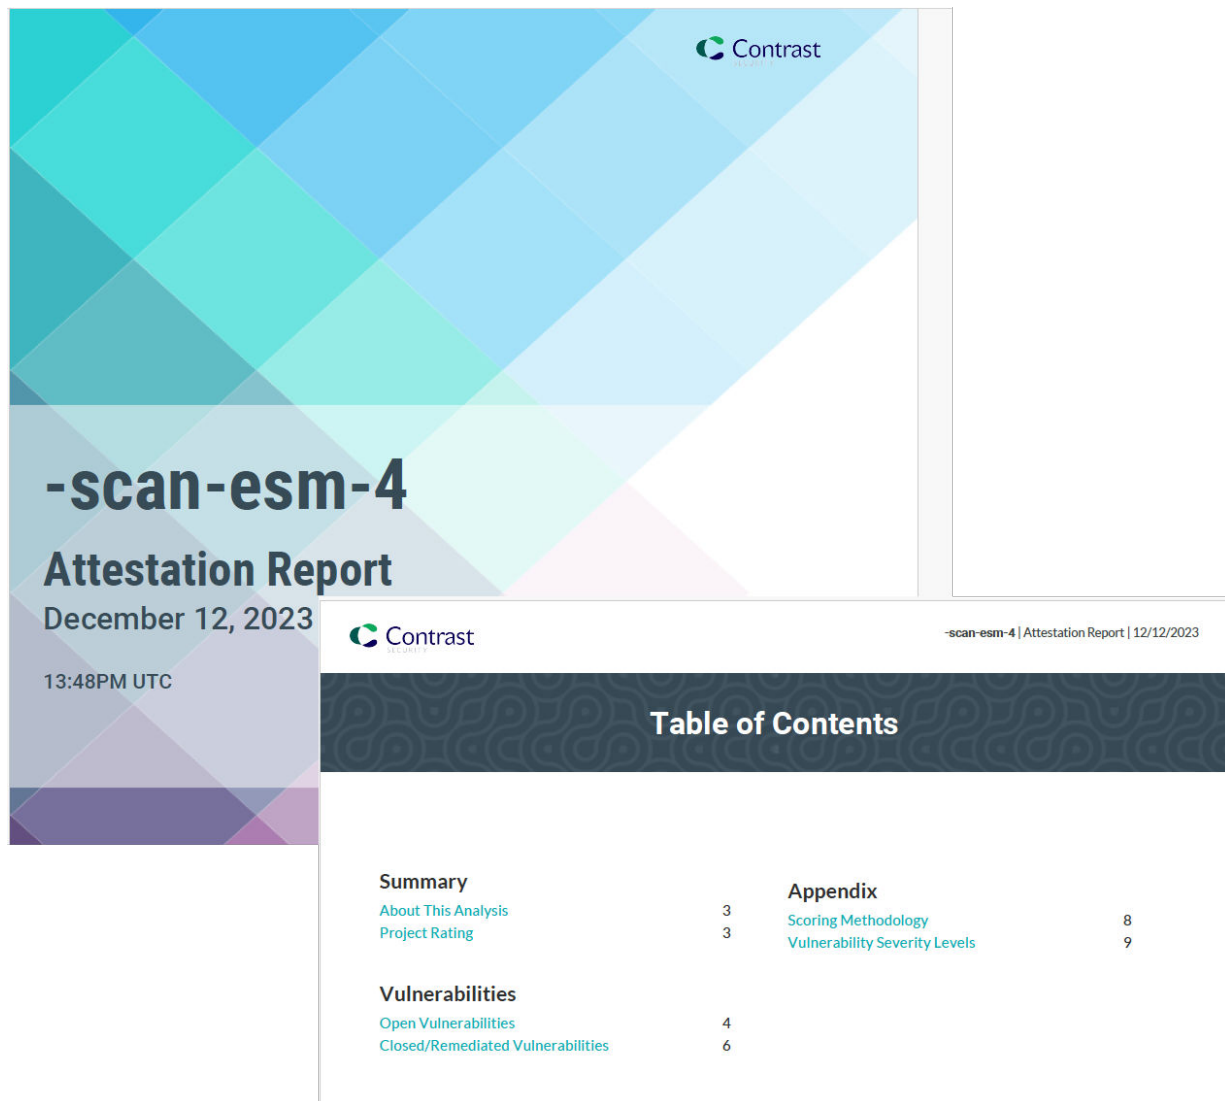 Contrast
SECURITY
-scan-esm-4
Attestation Report
December 12, 2023
13:48PM UTC
Contrast
SECURITY
-scan-esm-4 | Attestation Report | 12/12/2023
Table of Contents
Summary
About This Analysis 3
Project Rating 3
Vulnerabilities
Open Vulnerabilities 4
Closed/Remediated Vulnerabilities 6
Appendix
Scoring Methodology 8
Vulnerability Severity Levels 9